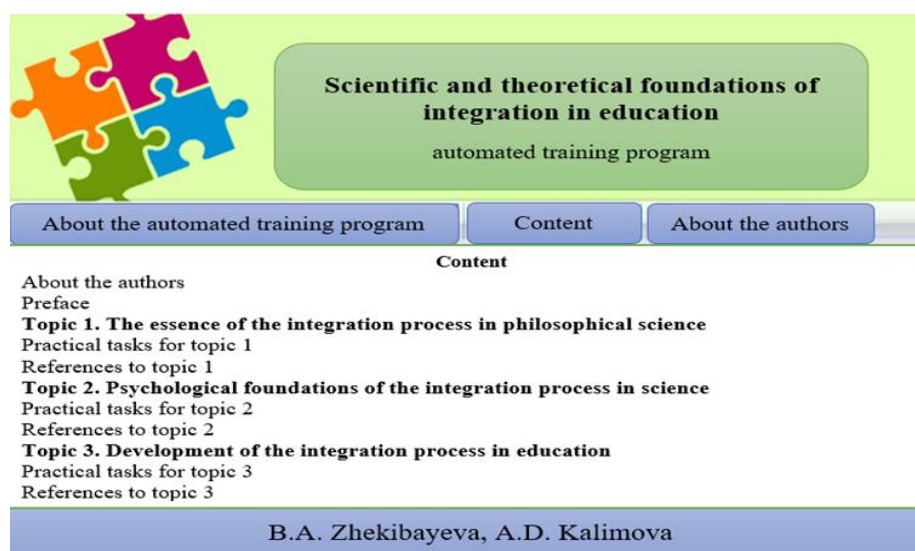 Scientific and theoretical foundations of
integration in education
automated training program
About the automated training program
Content
About the authors
Content
About the authors
Preface
Topic 1. The essence of the integration process in philosophical science
Practical tasks for topic 1
References to topic 1
Topic 2. Psychological foundations of the integration process in science
Practical tasks for topic 2
References to topic 2
Topic 3. Development of the integration process in education
Practical tasks for topic 3
References to topic 3
B.A. Zhekibayeva, A.D. Kalimova